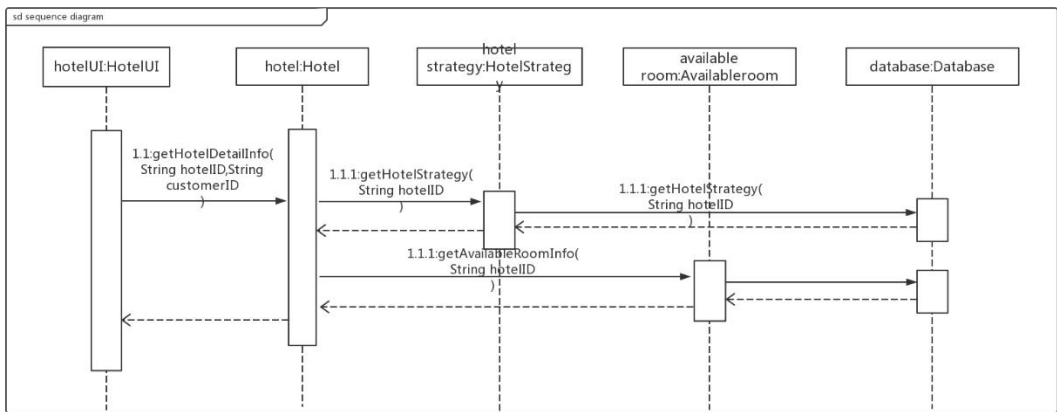 sd sequence diagram
hotelUI:HotelUI
hotel:Hotel
hotel
strategy:HotelStrateg
y
available
room:Availableroom
database:Database
1.1:getHotelDetailInfo(
String hotelID,String
customerID
)
1.1.1:getHotelStrategy(
String hotelID
)
1.1.1:getHotelStrategy(
String hotelID
)
1.1.1:getAvailableRoomInfo(
String hotelID
)